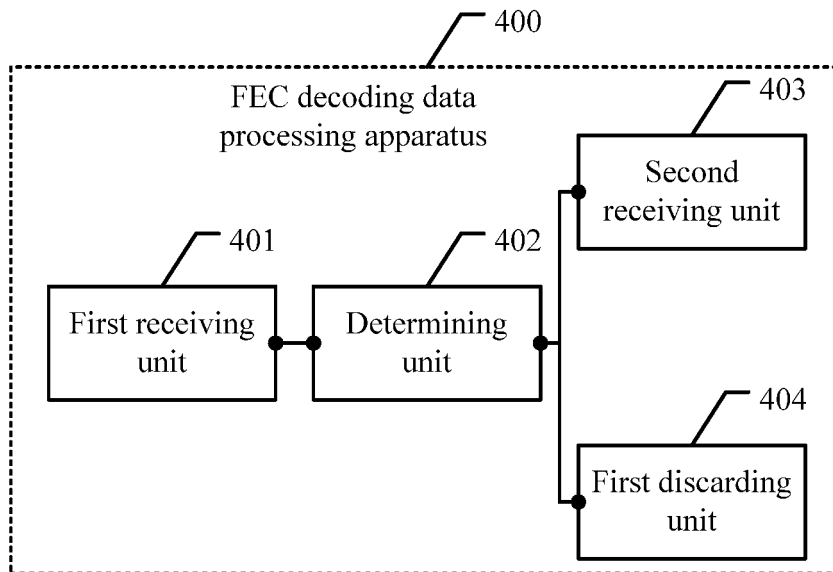 400
FEC decoding data
processing apparatus
403
Second
receiving unit
401
First receiving
unit
402
Determining
unit
404
First discarding
unit